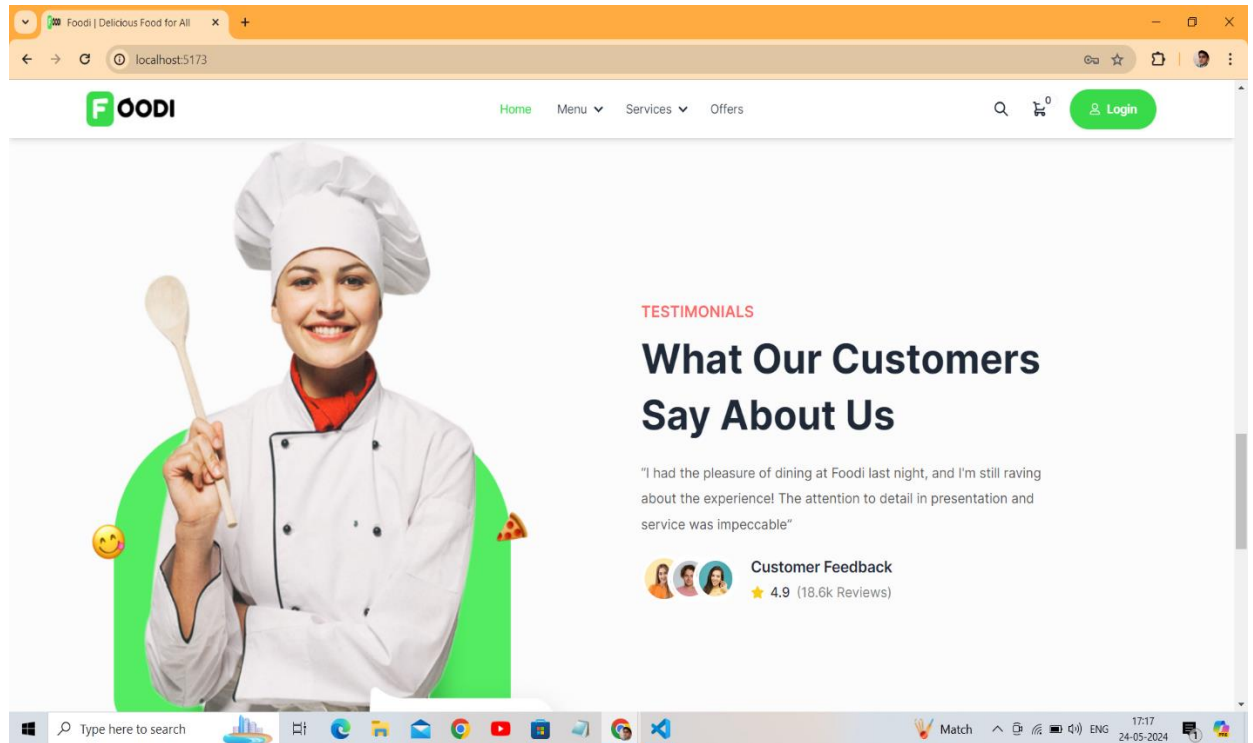 Foodi | Delicious Food for All
localhost:5173
FOODI
Home Menu Services Offers
0
Login
TESTIMONIALS
What Our Customers
Say About Us
“I had the pleasure of dining at Foodi last night, and I'm still raving
about the experience! The attention to detail in presentation and
service was impeccable”
Customer Feedback
4.9 (18.6k Reviews)
Type here to search
Match
ENG
17:17
24-05-2024
1